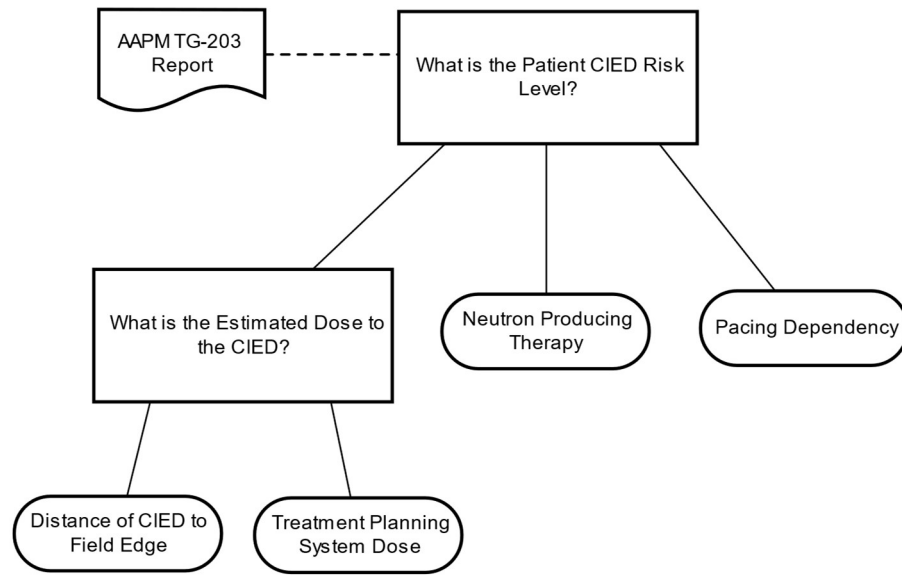 AAPM TG-203
Report
What is the Patient CIED Risk
Level?
What is the Estimated Dose to
the CIED?
Neutron Producing
Therapy
Pacing Dependency
Distance of CIED to
Field Edge
Treatment Planning
System Dose